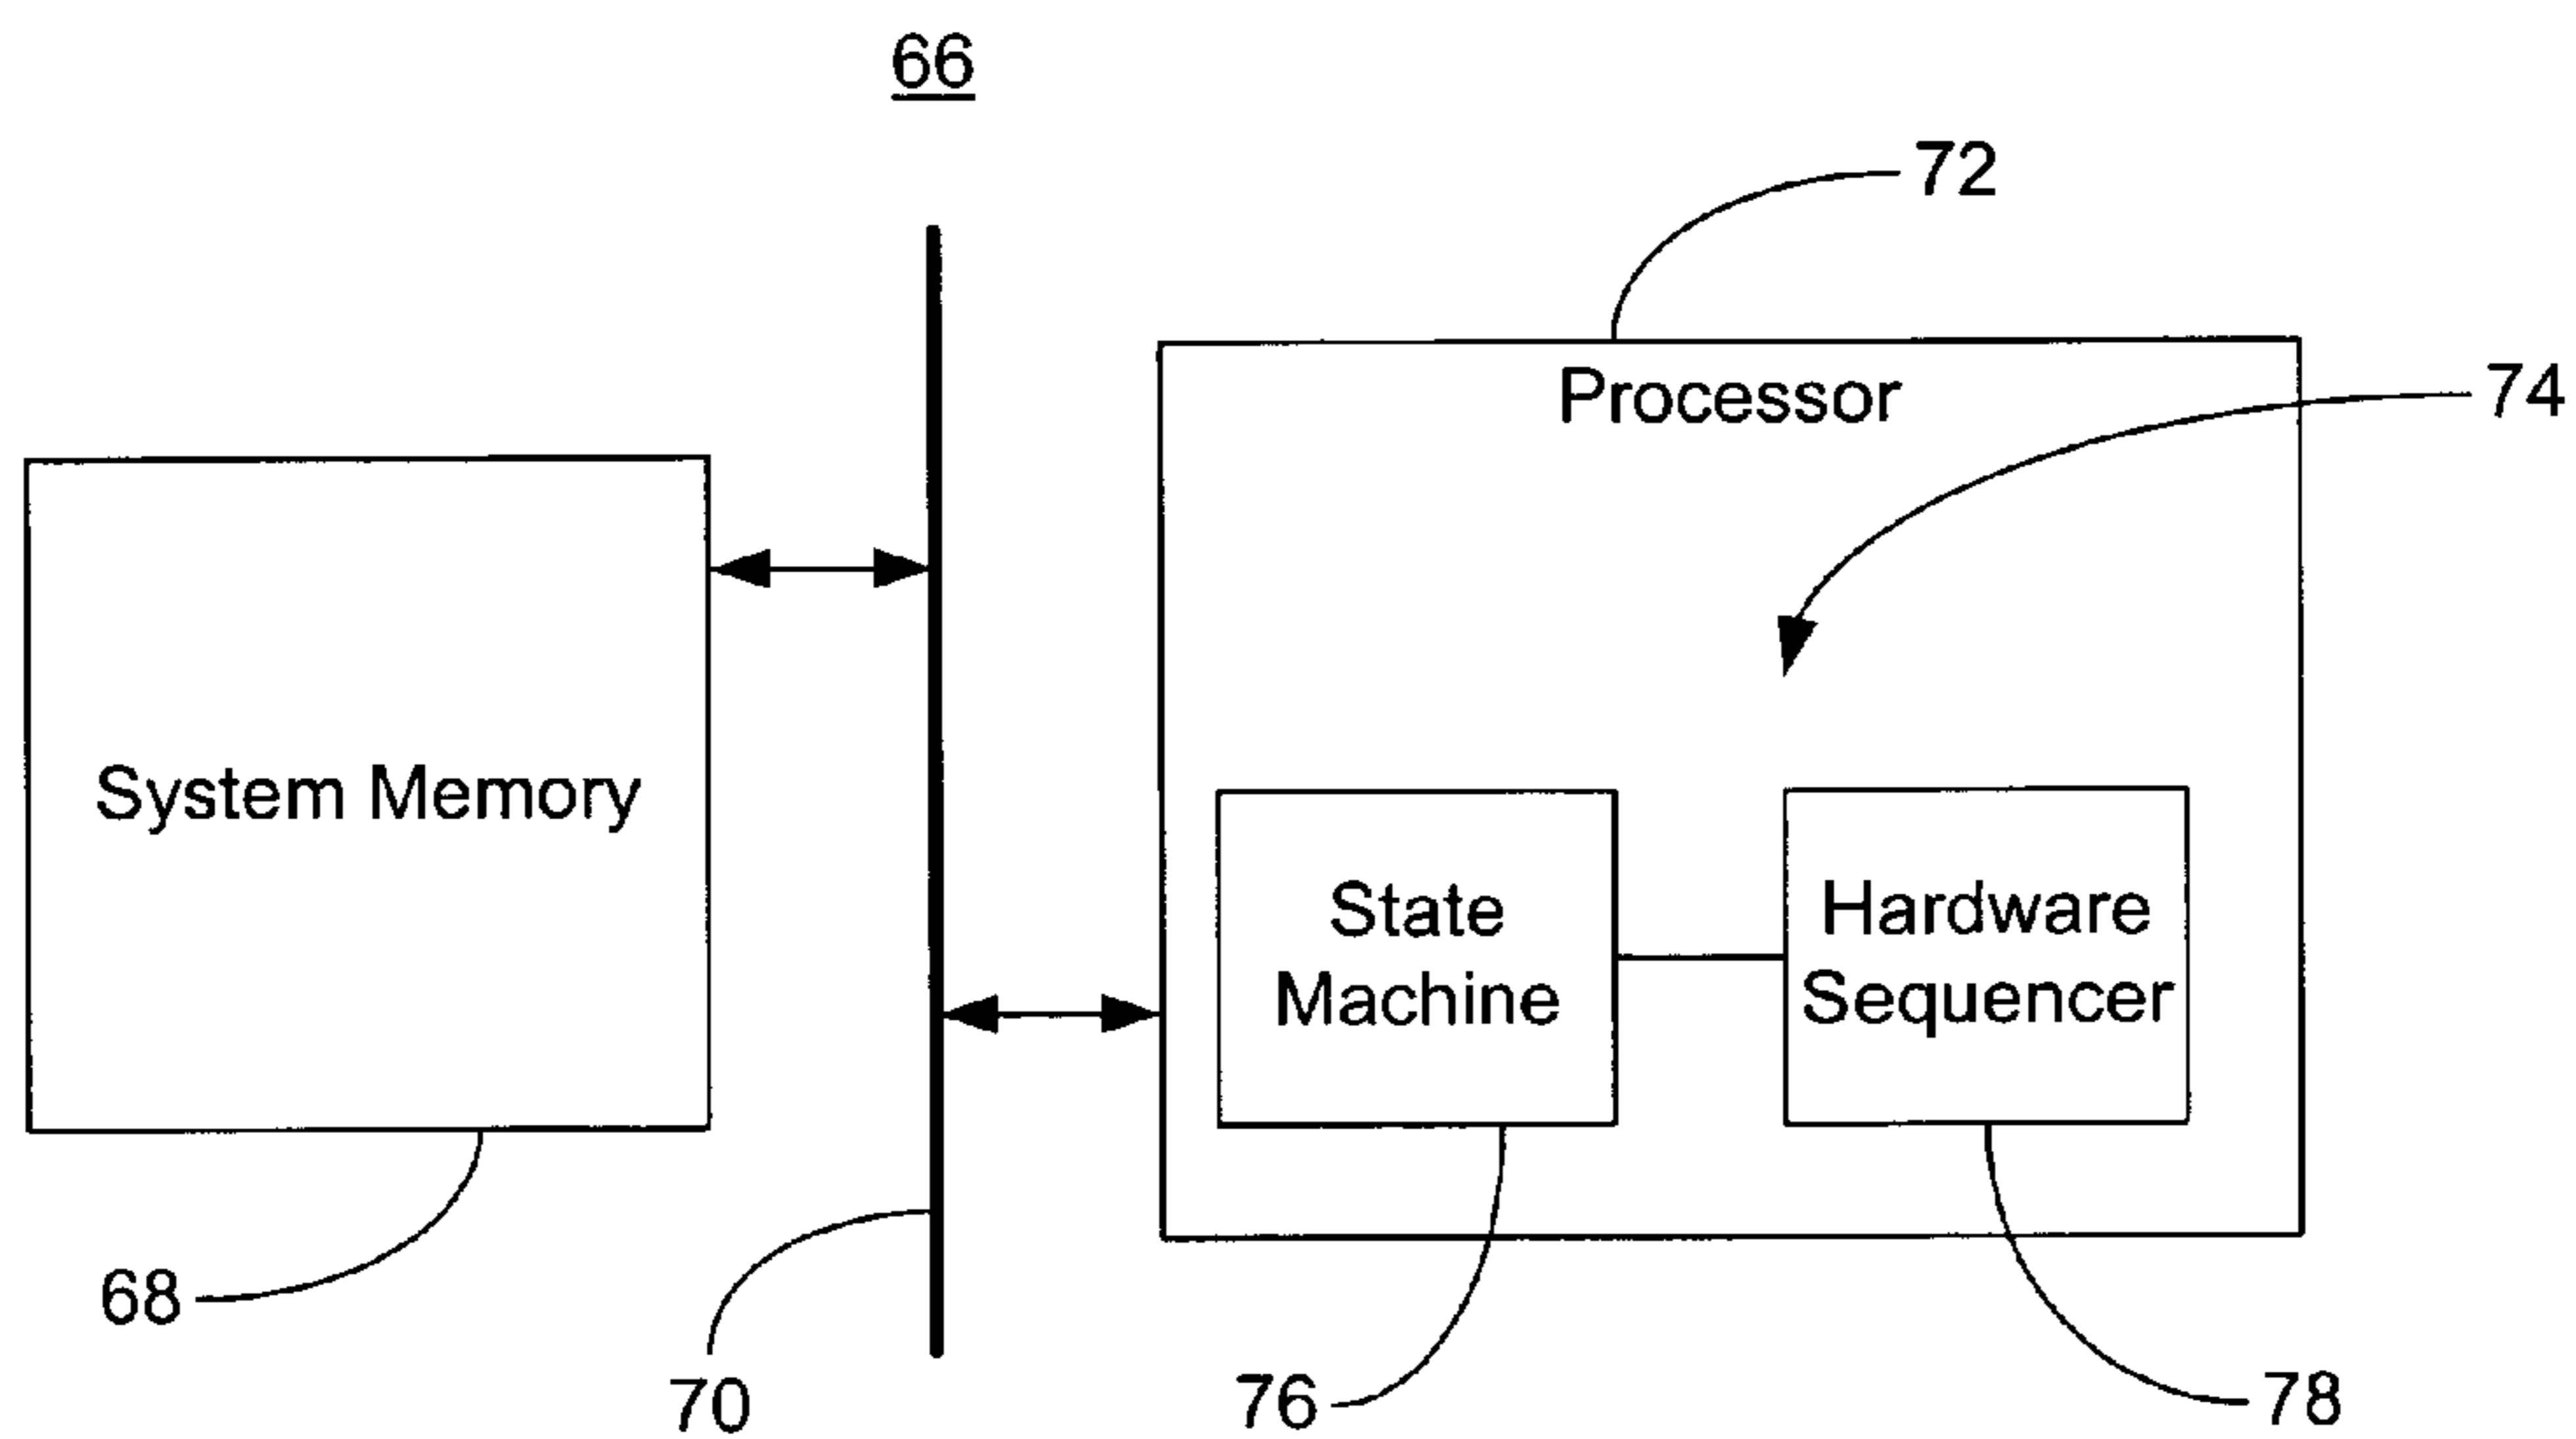 66
72
Processor
74
System Memory
State
Machine
Hardware
Sequencer
68
70
76
78